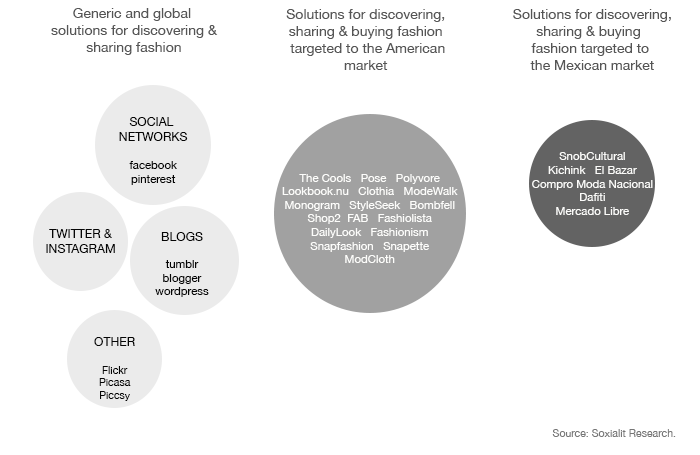 Generic and global
solutions for discovering &
sharing fashion
SOCIAL
NETWORKS
facebook
pinterest
TWITTER &
INSTAGRAM
BLOGS
tumblr
blogger
wordpress
OTHER
Flickr
Picasa
Piccsy
Solutions for discovering,
sharing & buying fashion
targeted to the American
market
The Cools Pose Polyvore
Lookbook.nu Clothia ModeWalk
Monogram StyleSeek Bombfell
Shop2 FAB Fashiolista
DailyLook Fashionism
Snapfashion Snapette
ModCloth
Solutions for discovering,
sharing & buying
fashion targeted to
the Mexican market
SnobCultural
Kichink El Bazar
Compro Moda Nacional
Dafiti
Mercado Libre
Source: Soxialit Research.